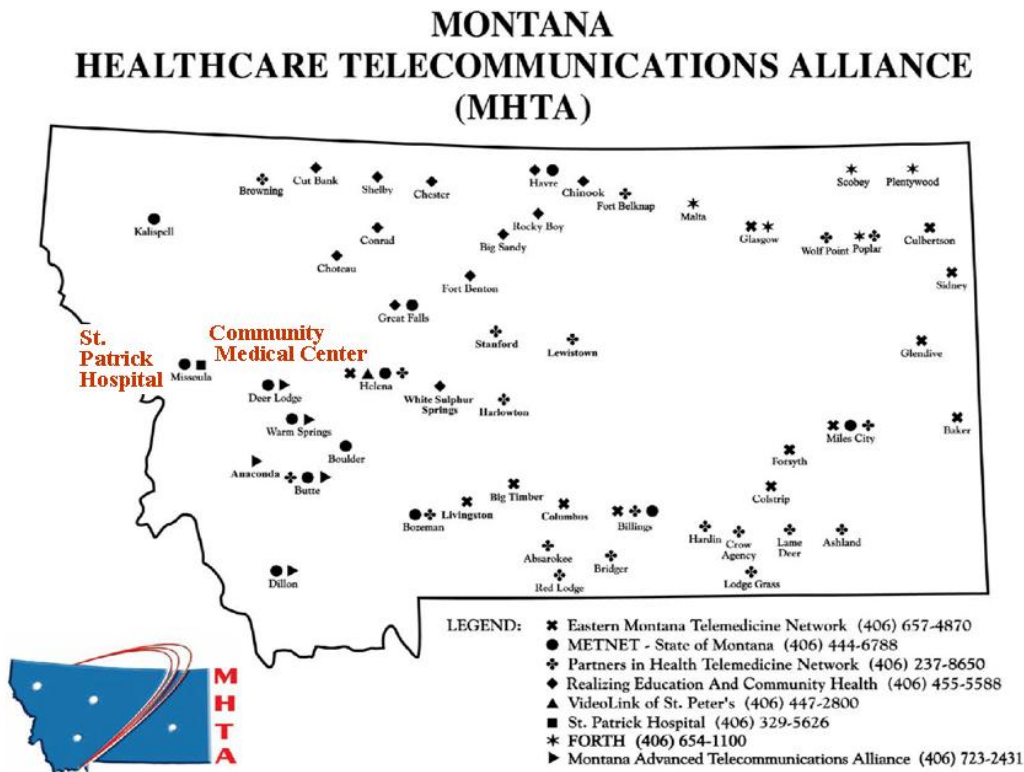 MONTANA
HEALTHCARE TELECOMMUNICATIONS ALLIANCE
(MHTA)
Browning
Cut Bank
Shelby
Chester
Havre
Chinook
Fort Belknap
Malta
Scobey
Plentywood
Kalispell
Conrad
Rocky Boy
Big Sandy
Glasgow
Wolf Point
Poplar
Culbertson
Choteau
Fort Benton
Sidney
Great Falls
St.
Patrick
Hospital
Community
Medical Center
Stanford
Lewistown
Glendive
Missoula
Helena
Deer Lodge
White Sulphur
Springs
Harlowton
Warm Springs
Miles City
Baker
Boulder
Forsyth
Anaconda
Butte
Colstrip
Big Timber
Livingston
Columbus
Billings
Bozeman
Hardin
Crow
Agency
Lame
Deer
Ashland
Absarokee
Bridger
Red Lodge
Lodge Grass
Dillon
LEGEND:
Eastern Montana Telemedicine Network (406) 657-4870
METNET - State of Montana (406) 444-6788
Partners in Health Telemedicine Network (406) 237-8650
Realizing Education And Community Health (406) 455-5588
VideoLink of St. Peter's (406) 447-2800
St. Patrick Hospital (406) 329-5626
FORTH (406) 654-1100
Montana Advanced Telecommunications Alliance (406) 723-2431
M
H
T
A